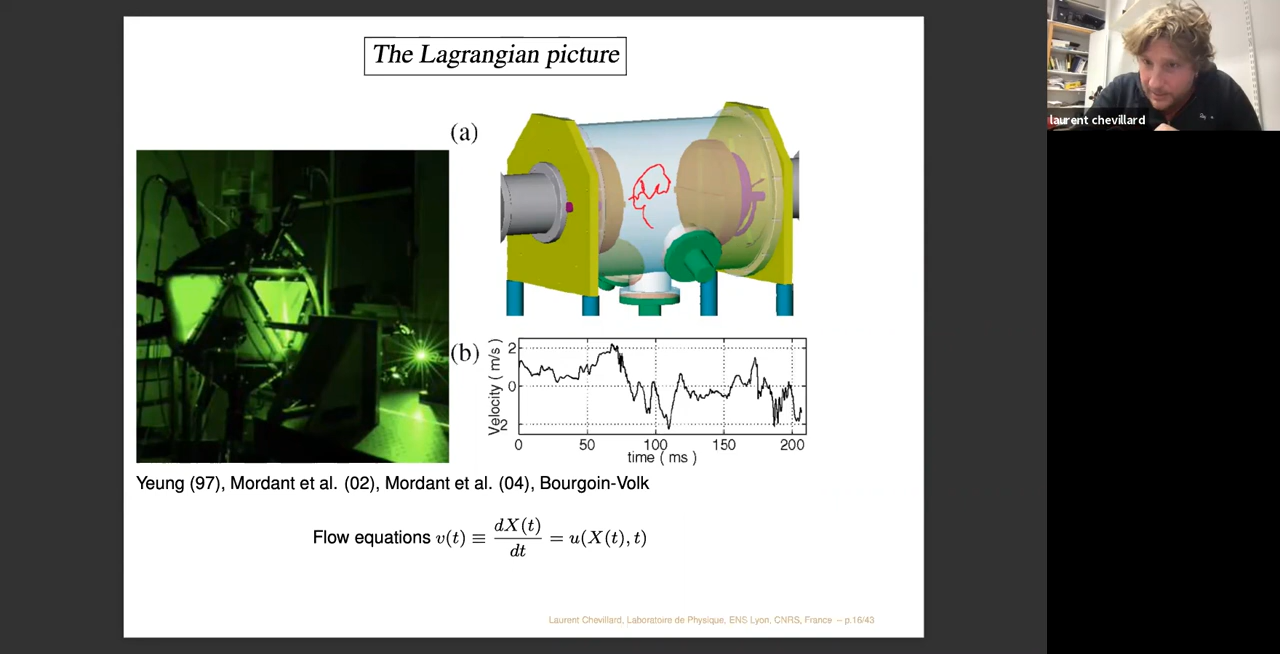 The Lagrangian picture
laurent chevillard
(a)
(b)
Velocity ( m/s )
2
0
-2
0 50 100 150 200
time ( ms )
Yeung (97), Mordant et al. (02), Mordant et al. (04), Bourgoin-Volk
Flow equations v(t) ≡ dX(t)/dt = u(X(t), t)
Laurent Chevillard, Laboratoire de Physique, ENS Lyon, CNRS, France – p.16/43